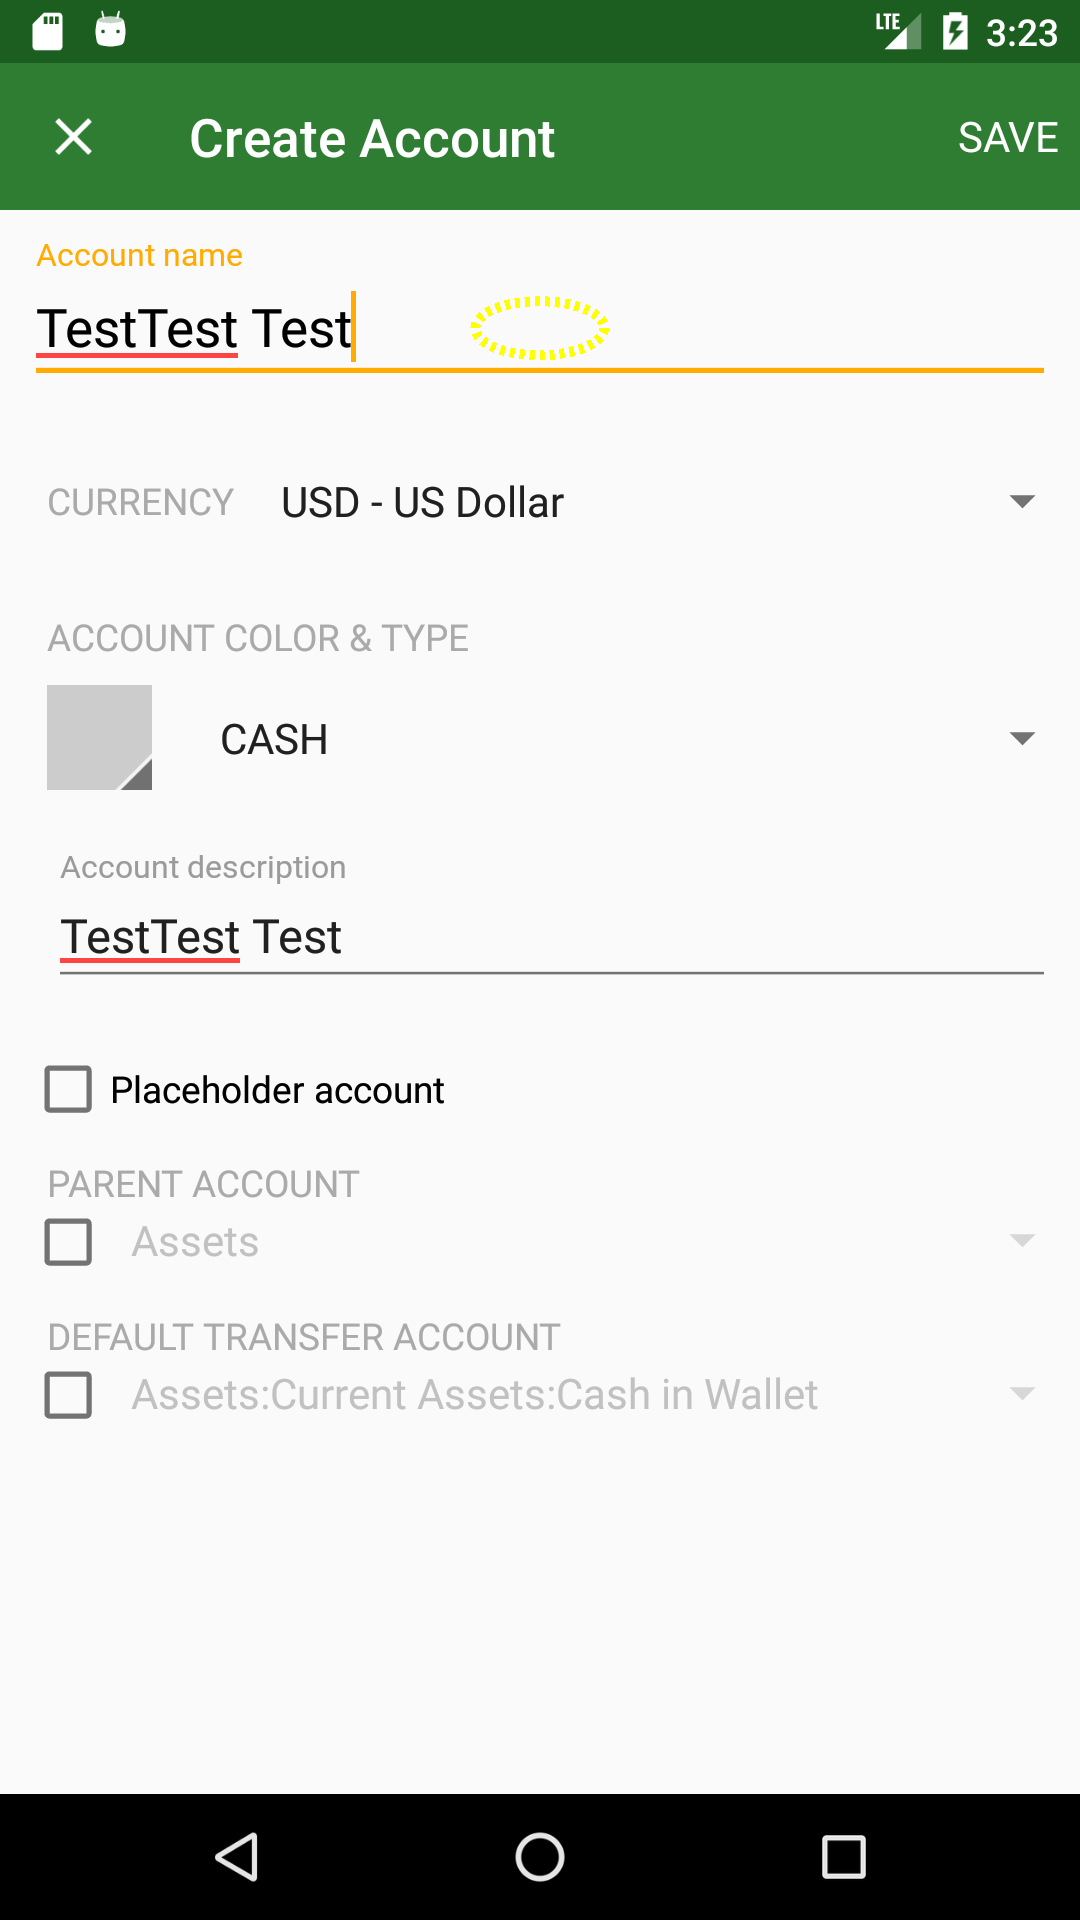 LTE 3:23
Create Account SAVE
Account name
TestTest Test
CURRENCY USD - US Dollar
ACCOUNT COLOR & TYPE
CASH
Account description
TestTest Test
Placeholder account
PARENT ACCOUNT
Assets
DEFAULT TRANSFER ACCOUNT
Assets:Current Assets:Cash in Wallet